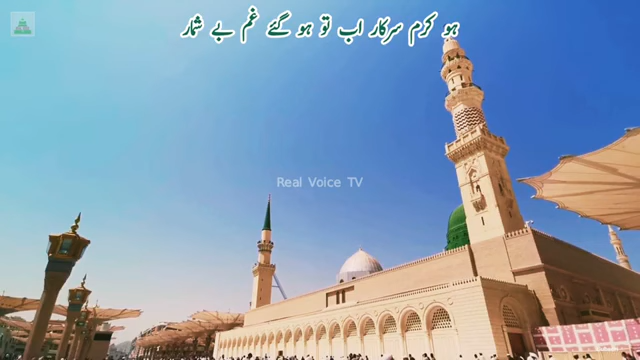 ہو کرم سرکار اب تو ہو گئے غم بے شمار
Real Voice TV